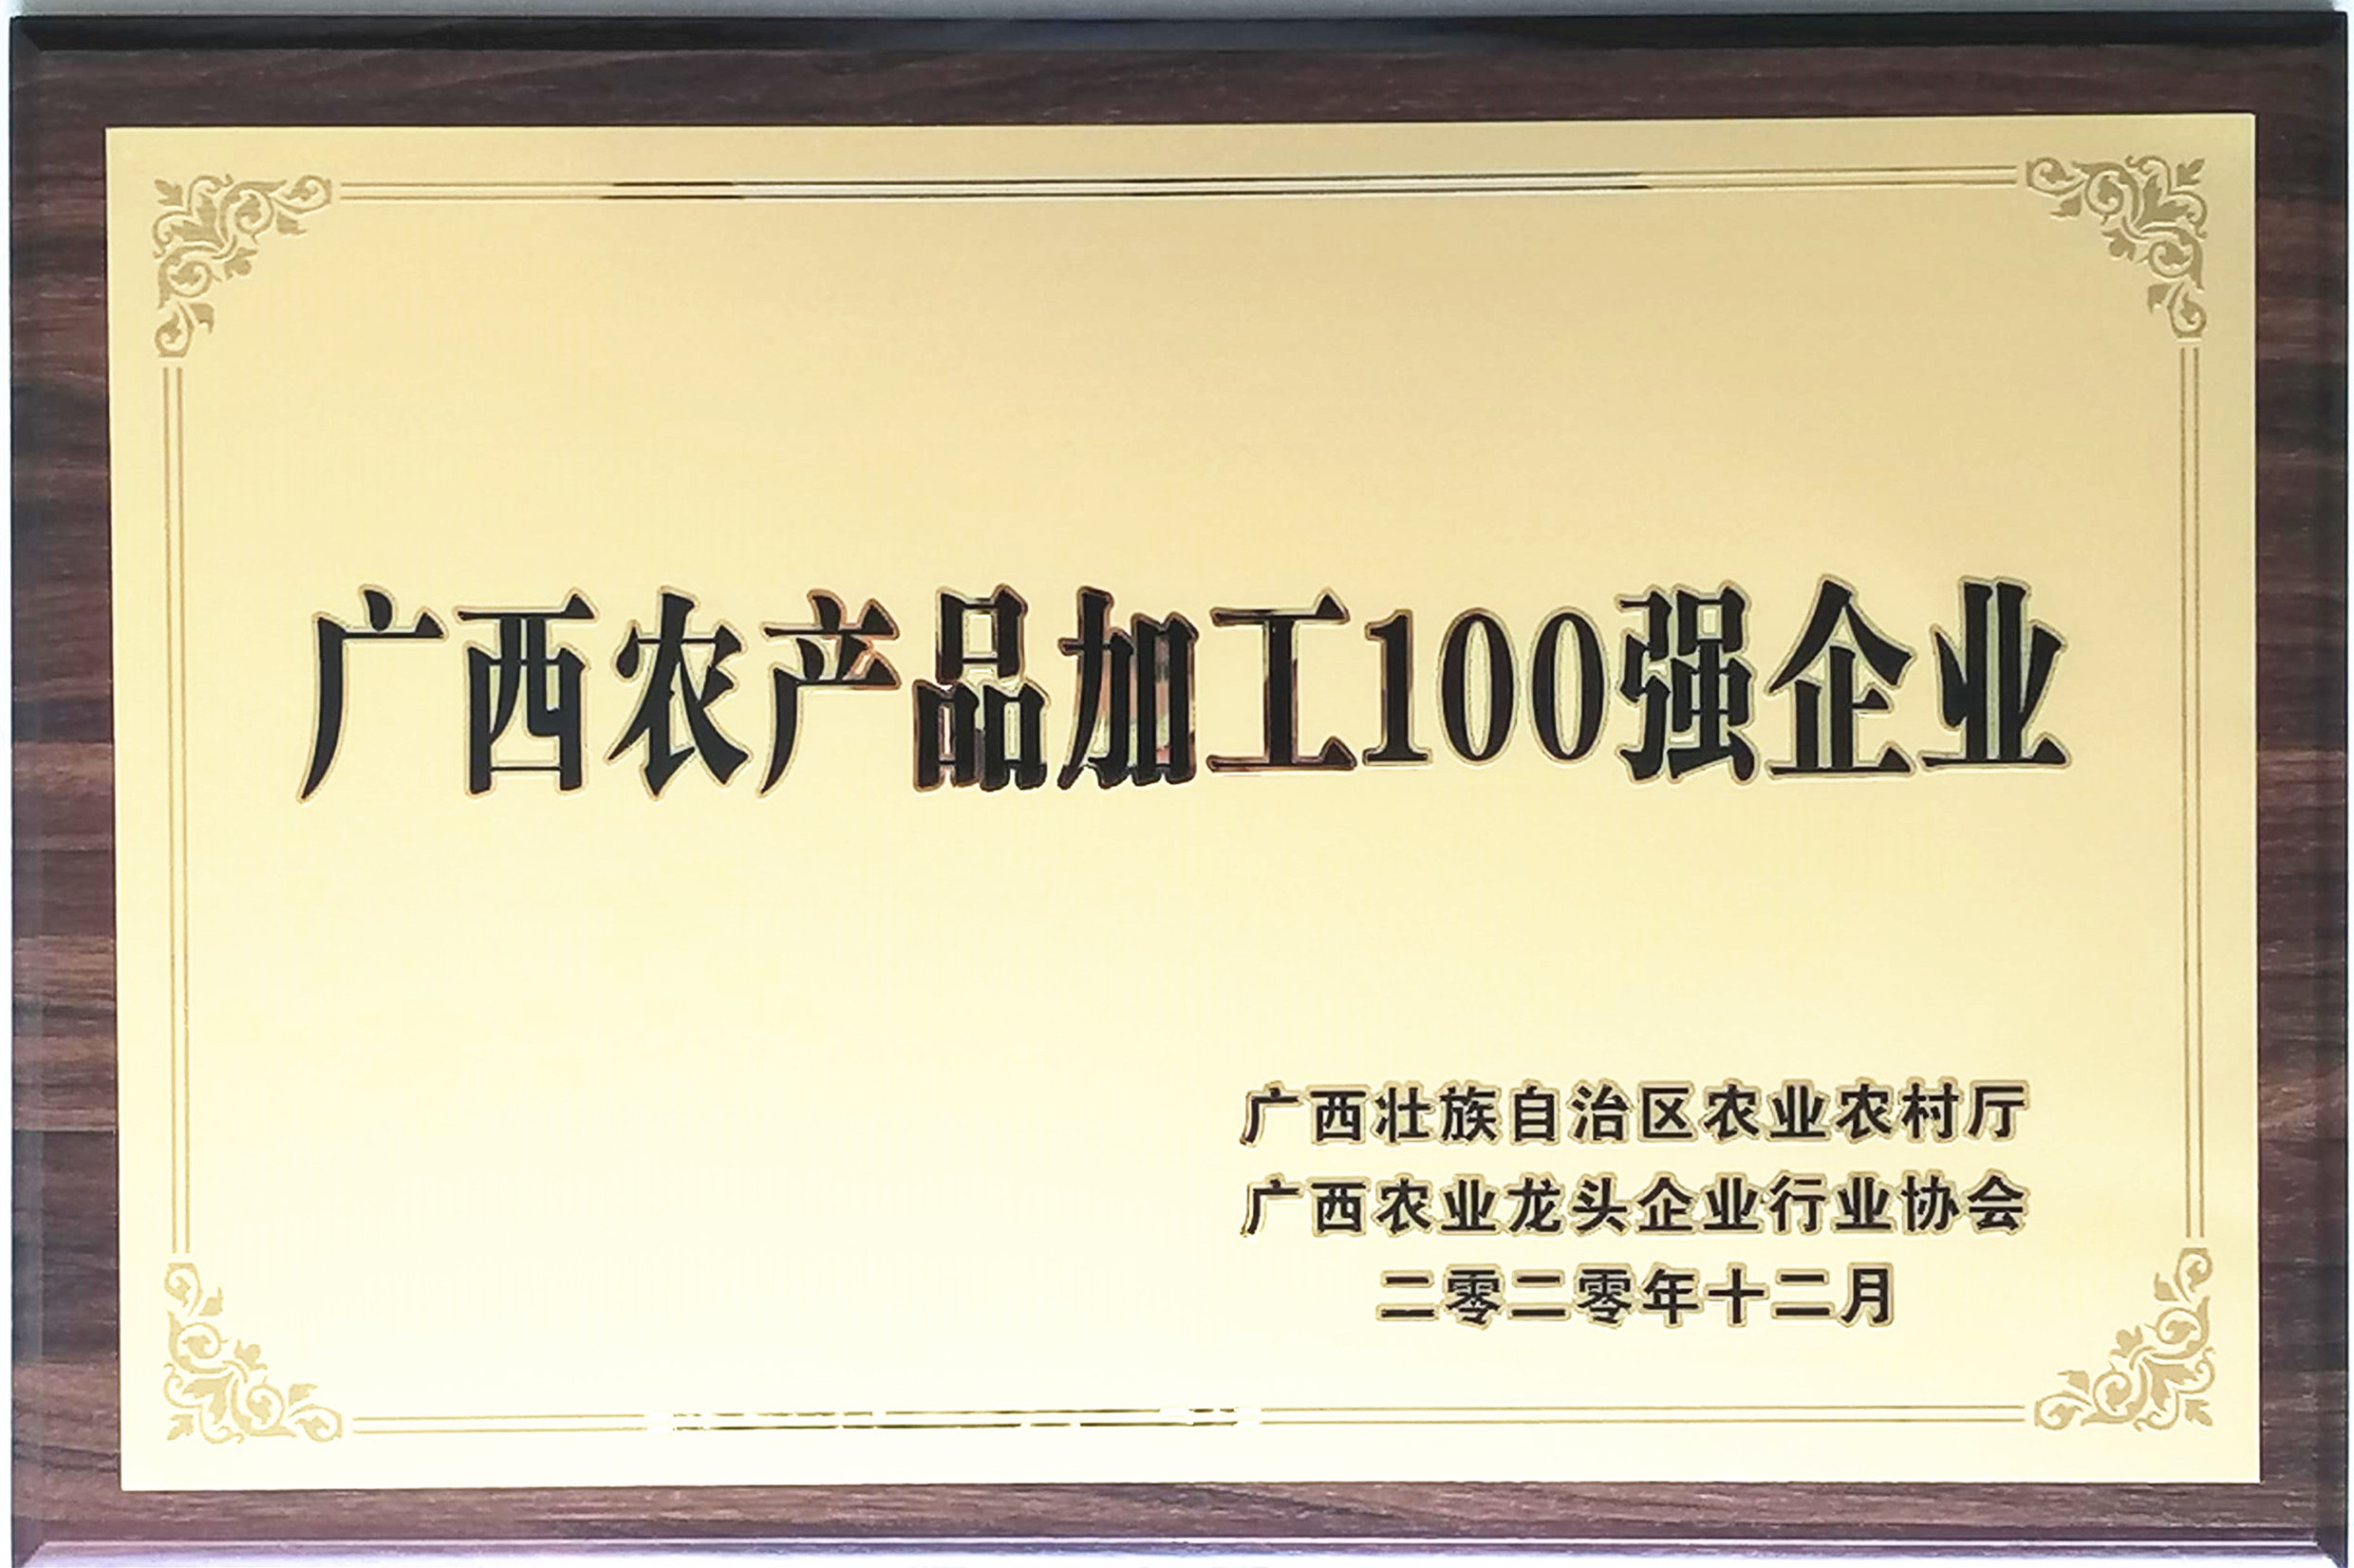 广西农产品加工100强企业
广西壮族自治区农业农村厅
广西农业龙头企业行业协会
二零二零年十二月